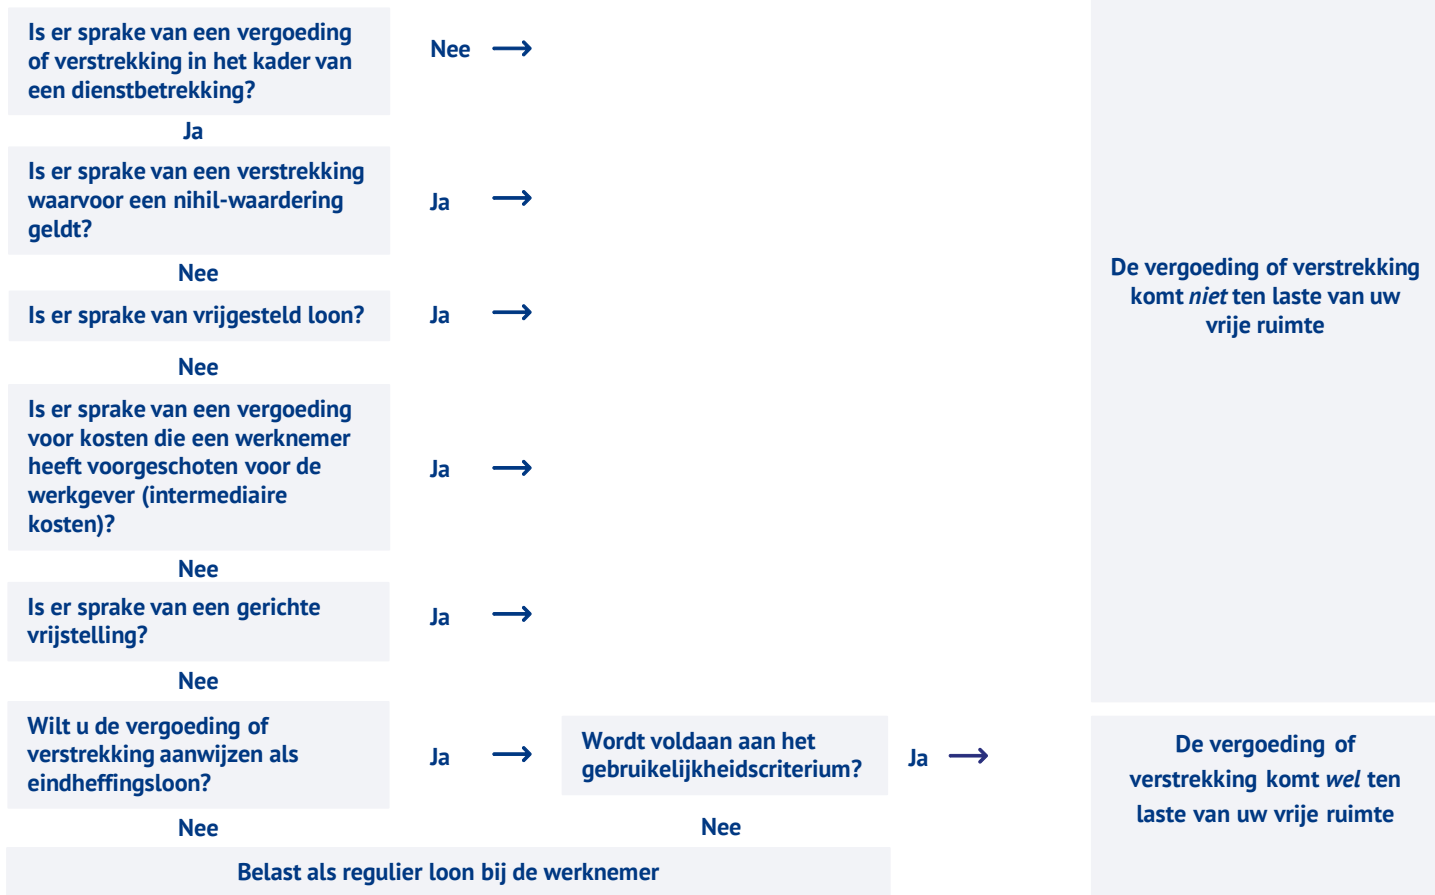 Is er sprake van een vergoeding
of verstrekking in het kader van
een dienstbetrekking?
Nee
Ja
Is er sprake van een verstrekking
waarvoor een nihil-waardering
geldt?
Ja
Nee
Is er sprake van vrijgesteld loon?
Ja
Nee
Is er sprake van een vergoeding
voor kosten die een werknemer
heeft voorgeschoten voor de
werkgever (intermediaire
kosten)?
Ja
Nee
Is er sprake van een gerichte
vrijstelling?
Ja
Nee
De vergoeding of verstrekking
komt niet ten laste van uw
vrije ruimte
Wilt u de vergoeding of
verstrekking aanwijzen als
eindheffingsloon?
Ja
Wordt voldaan aan het
gebruikelijkheidscriterium?
Ja
De vergoeding of
verstrekking komt wel ten
laste van uw vrije ruimte
Nee
Nee
Belast als regulier loon bij de werknemer